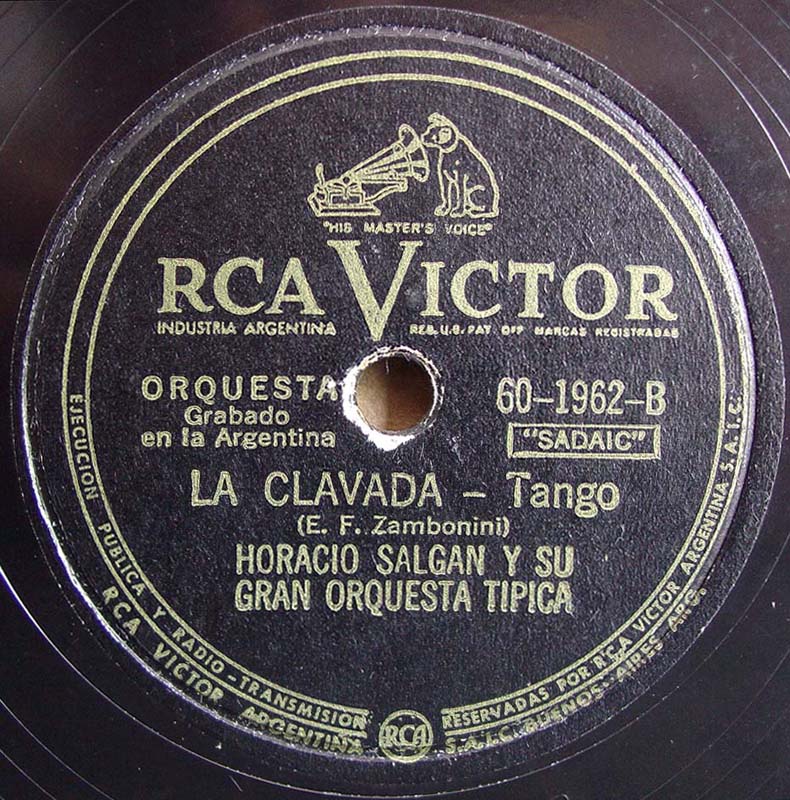 "HIS MASTER'S VOICE"
RCA VICTOR
INDUSTRIA ARGENTINA
REG. U.S. PAT. OFF MARCAS REGISTRADAS
ORQUESTA
Grabado
en la Argentina
60-1962-B
"SADAIC"
LA CLAVADA - Tango
(E. F. Zambonini)
HORACIO SALGAN Y SU
GRAN ORQUESTA TIPICA
EJECUCION PUBLICA Y RADIO-TRANSMISION RESERVADAS POR RCA VICTOR ARGENTINA S.A.I.C.
RCA VICTOR ARGENTINA S.A.I.C. BUENOS AIRES ARG.
RCA